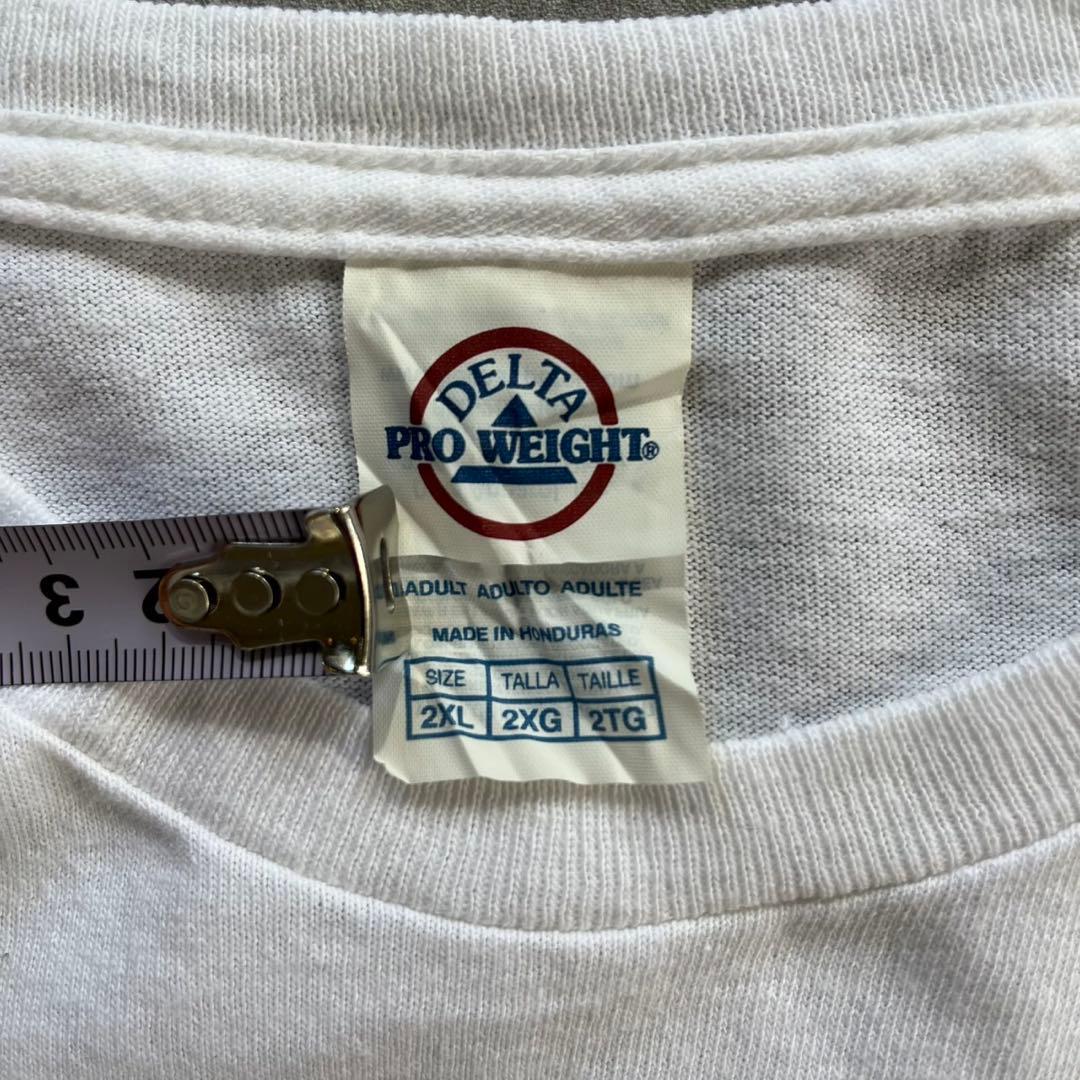 DELTA
PRO WEIGHT®
ADULT ADULTO ADULTE
MADE IN HONDURAS
SIZE TALLA TAILLE
2XL 2XG 2TG
3 2